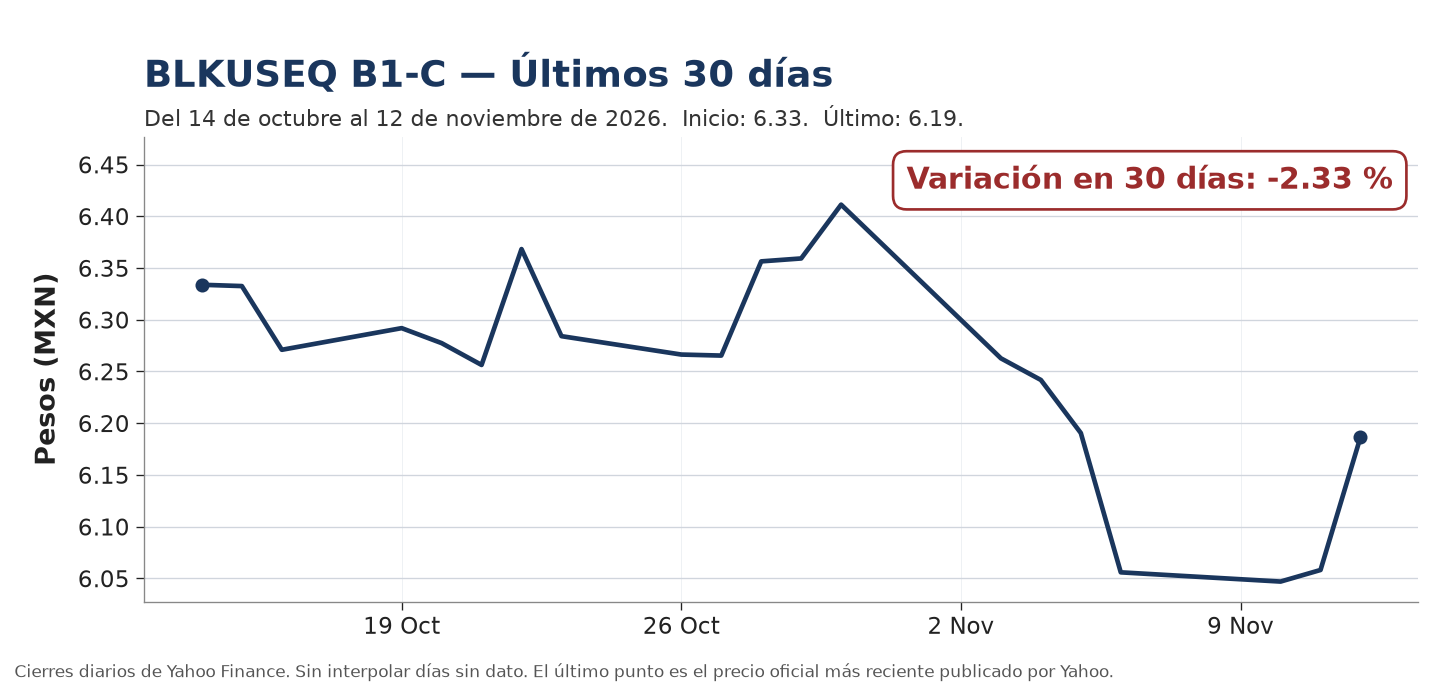 BLKUSEQ B1-C — Últimos 30 días
Del 14 de octubre al 12 de noviembre de 2026.  Inicio: 6.33.  Último: 6.19.
Variación en 30 días: -2.33 %
Pesos (MXN)
6.45
6.40
6.35
6.30
6.25
6.20
6.15
6.10
6.05
19 Oct
26 Oct
2 Nov
9 Nov
Cierres diarios de Yahoo Finance. Sin interpolar días sin dato. El último punto es el precio oficial más reciente publicado por Yahoo.